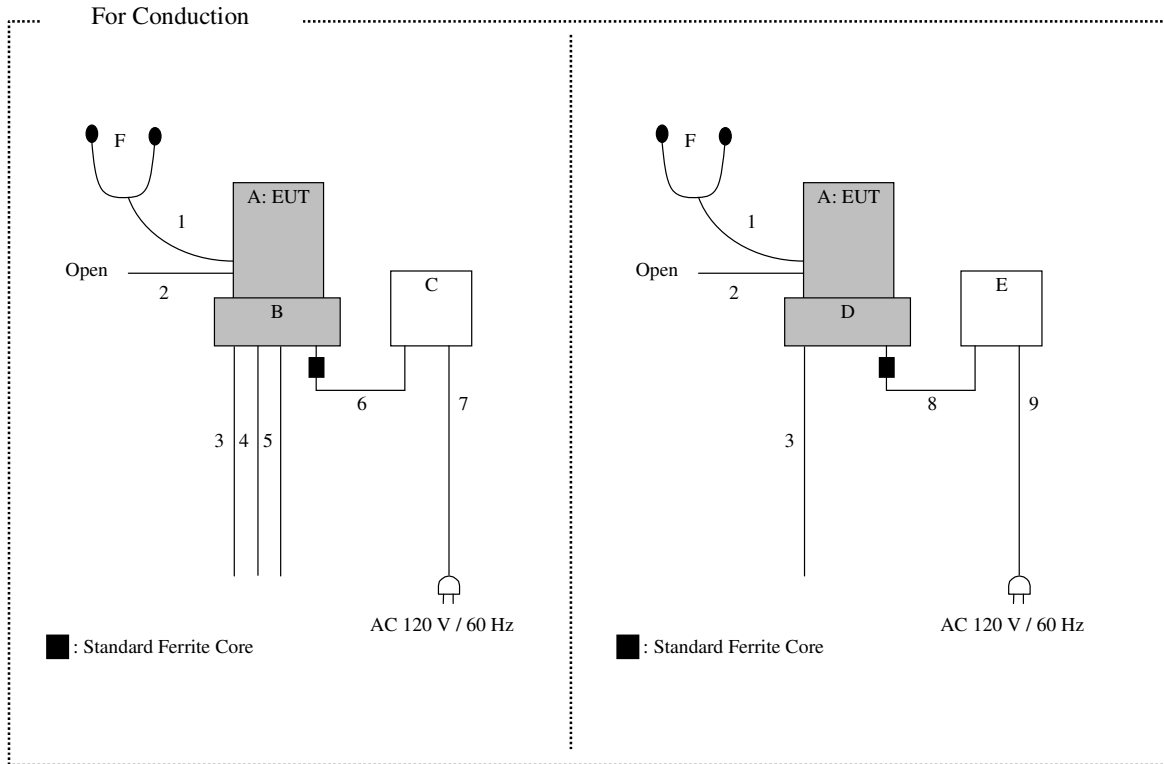 For Conduction
F
A: EUT
1
Open
2
C
B
6
7
3 4 5
AC 120 V / 60 Hz
: Standard Ferrite Core
F
A: EUT
1
Open
2
E
D
8
9
3
AC 120 V / 60 Hz
: Standard Ferrite Core